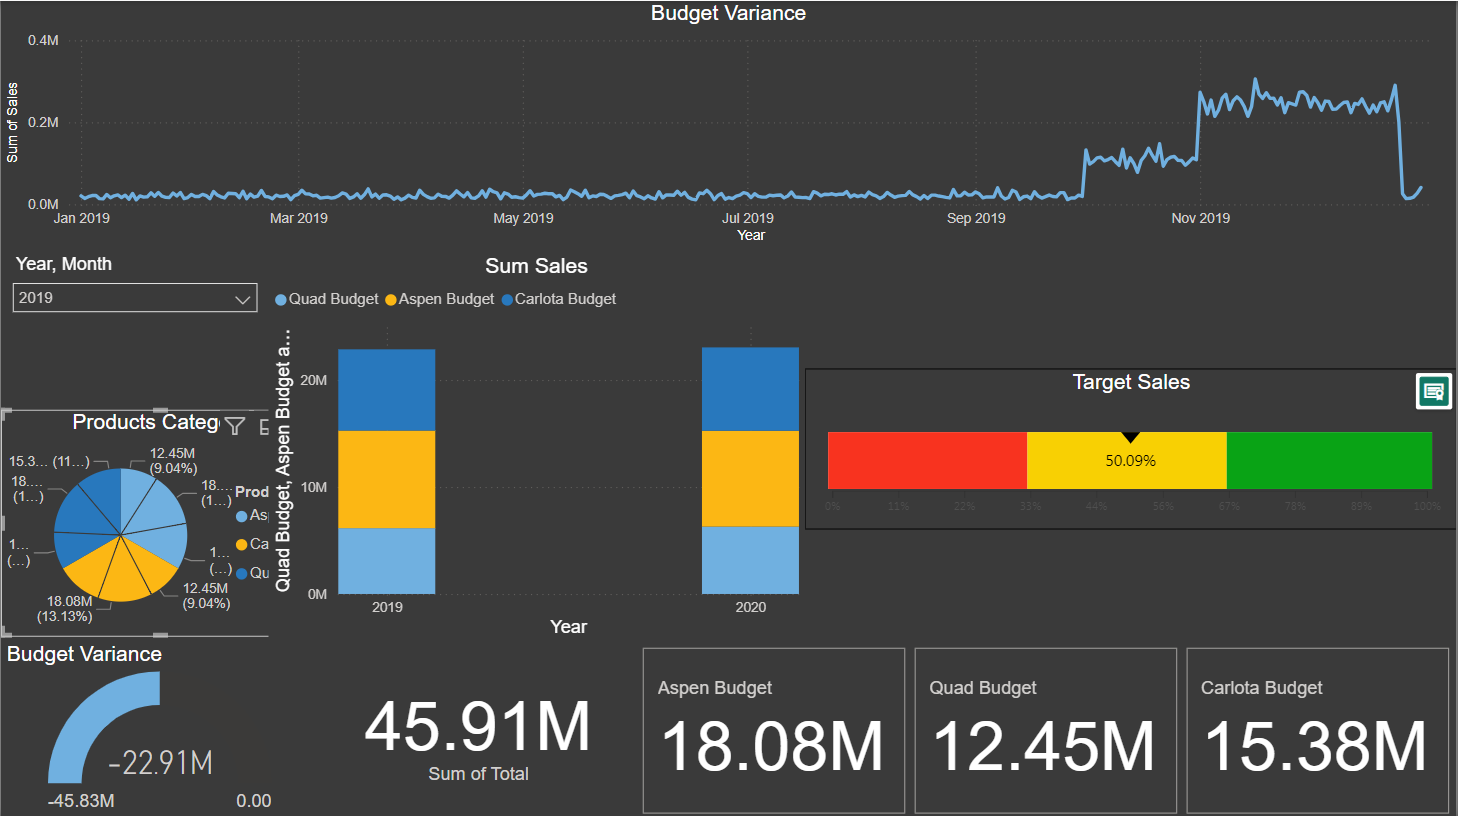 Budget Variance
0.4M
0.2M
0.0M
Sum of Sales
Jan 2019
Mar 2019
May 2019
Jul 2019
Sep 2019
Nov 2019
Year
Year, Month
2019
Sum Sales
Quad Budget
Aspen Budget
Carlota Budget
Quad Budget, Aspen Budget a...
20M
10M
0M
2019
2020
Year
Target Sales
50.09%
0%
11%
22%
33%
44%
56%
67%
78%
89%
100%
Products Categ
15.3... (11...)
12.45M
(9.04%)
18....
(1...)
18....
(1...)
1...
(...)
1...
(...)
12.45M
(9.04%)
18.08M
(13.13%)
Prod
Asp
Ca
Qu
Budget Variance
-22.91M
-45.83M
0.00
45.91M
Sum of Total
Aspen Budget
18.08M
Quad Budget
12.45M
Carlota Budget
15.38M